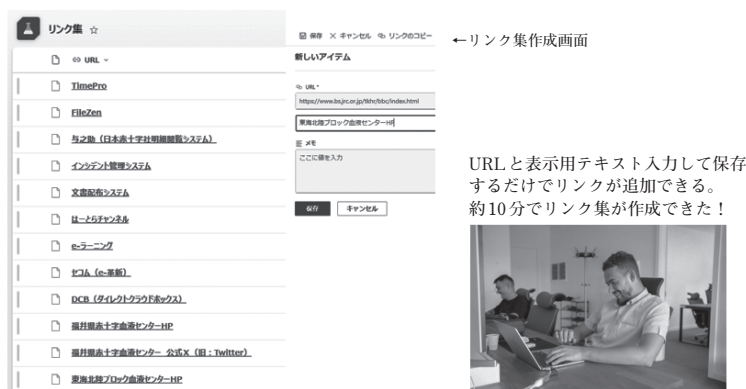 リンク集 ☆
URL
TimePro
FileZen
与之助（日本赤十字社明細閲覧システム）
インシデント管理システム
文書配布システム
はーとらチャンネル
e-ラーニング
セコム（e-革新）
DCB（ダイレクトクラウドボックス）
福井県赤十字血液センターHP
福井県赤十字血液センター 公式X（旧：Twitter）
東海北陸ブロック血液センターHP
保存 キャンセル リンクのコピー
新しいアイテム
URL *
https://www.bs.jrc.or.jp/tkhr/bbc/index.html
東海北陸ブロック血液センターHP
メモ
ここに値を入力
保存 キャンセル
←リンク集作成画面
URLと表示用テキスト入力して保存
するだけでリンクが追加できる。
約10分でリンク集が作成できた！